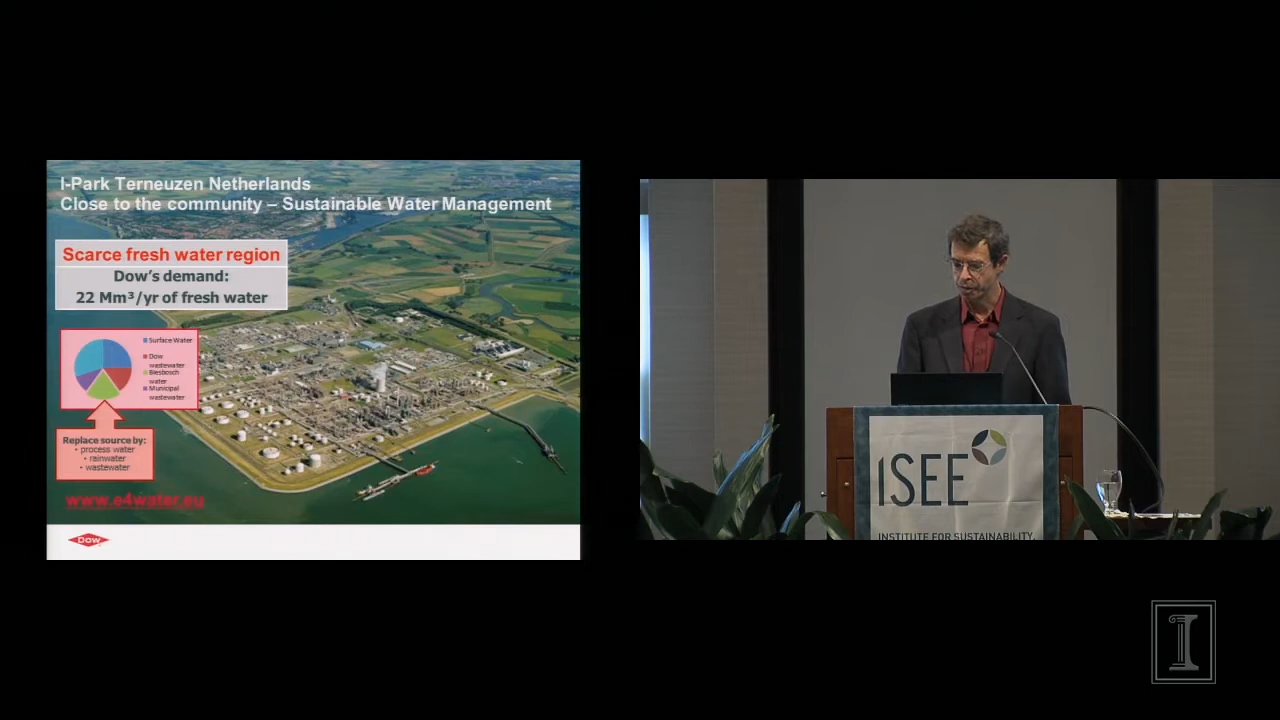 I-Park Terneuzen Netherlands
Close to the community – Sustainable Water Management
Scarce fresh water region
Dow's demand:
22 Mm³/yr of fresh water
Surface Water
Dow
wastewater
Biesbosch
water
Municipal
wastewater
Replace source by:
• process water
• rainwater
• wastewater
www.e4water.eu
Dow
ISEE
INSTITUTE FOR SUSTAINABILITY,
I